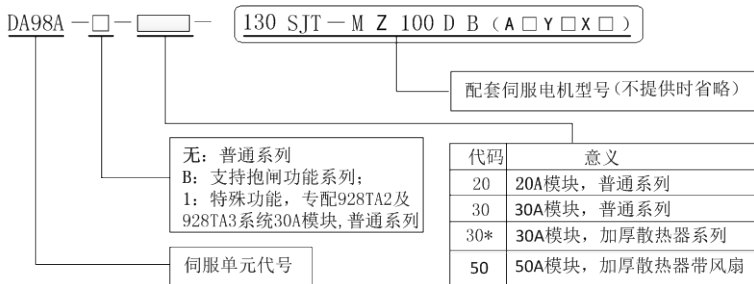 DA98A－□－□－ 130 SJT－M Z 100 D B（A□Y□X□）
配套伺服电机型号(不提供时省略)
无：普通系列
B：支持抱闸功能系列；
1：特殊功能，专配928TA2及
928TA3系统30A模块,普通系列
伺服单元代号
代码 意义
20 20A模块，普通系列
30 30A模块，普通系列
30* 30A模块，加厚散热器系列
50 50A模块，加厚散热器带风扇